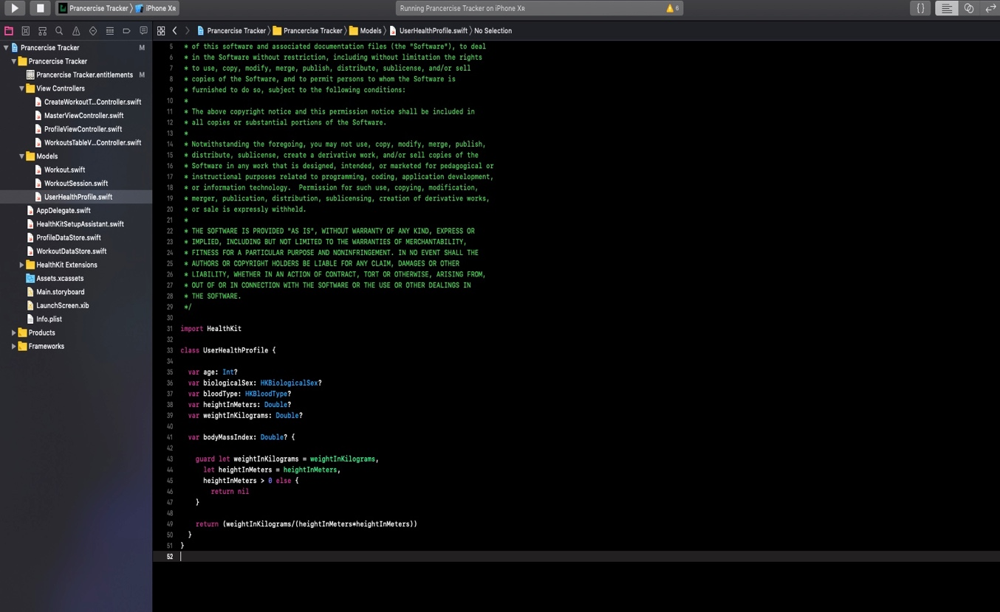 Prancercise Tracker 〉 iPhone XR
Running Prancercise Tracker on iPhone XR
6
{}
Prancercise Tracker 〉 Prancercise Tracker 〉 Models 〉 UserHealthProfile.swift 〉 No Selection
Prancercise Tracker M
Prancercise Tracker
Prancercise Tracker.entitlements M
View Controllers
CreateWorkoutT...Controller.swift
MasterViewController.swift
ProfileViewController.swift
WorkoutsTableV...Controller.swift
Models
Workout.swift
WorkoutSession.swift
UserHealthProfile.swift
AppDelegate.swift
HealthKitSetupAssistant.swift
ProfileDataStore.swift
WorkoutDataStore.swift
HealthKit Extensions
Assets.xcassets
Main.storyboard
LaunchScreen.xib
Info.plist
Products
Frameworks
5 * of this software and associated documentation files (the "Software"), to deal
6 * in the Software without restriction, including without limitation the rights
7 * to use, copy, modify, merge, publish, distribute, sublicense, and/or sell
8 * copies of the Software, and to permit persons to whom the Software is
9 * furnished to do so, subject to the following conditions:
10 *
11 * The above copyright notice and this permission notice shall be included in
12 * all copies or substantial portions of the Software.
13 *
14 * Notwithstanding the foregoing, you may not use, copy, modify, merge, publish,
15 * distribute, sublicense, create a derivative work, and/or sell copies of the
16 * Software in any work that is designed, intended, or marketed for pedagogical or
17 * instructional purposes related to programming, coding, application development,
18 * or information technology.  Permission for such use, copying, modification,
19 * merger, publication, distribution, sublicensing, creation of derivative works,
20 * or sale is expressly withheld.
21 *
22 * THE SOFTWARE IS PROVIDED "AS IS", WITHOUT WARRANTY OF ANY KIND, EXPRESS OR
23 * IMPLIED, INCLUDING BUT NOT LIMITED TO THE WARRANTIES OF MERCHANTABILITY,
24 * FITNESS FOR A PARTICULAR PURPOSE AND NONINFRINGEMENT. IN NO EVENT SHALL THE
25 * AUTHORS OR COPYRIGHT HOLDERS BE LIABLE FOR ANY CLAIM, DAMAGES OR OTHER
26 * LIABILITY, WHETHER IN AN ACTION OF CONTRACT, TORT OR OTHERWISE, ARISING FROM,
27 * OUT OF OR IN CONNECTION WITH THE SOFTWARE OR THE USE OR OTHER DEALINGS IN
28 * THE SOFTWARE.
29 */
30
31 import HealthKit
32
33 class UserHealthProfile {
34
35   var age: Int?
36   var biologicalSex: HKBiologicalSex?
37   var bloodType: HKBloodType?
38   var heightInMeters: Double?
39   var weightInKilograms: Double?
40
41   var bodyMassIndex: Double? {
42
43     guard let weightInKilograms = weightInKilograms,
44       let heightInMeters = heightInMeters,
45       heightInMeters > 0 else {
46         return nil
47     }
48
49     return (weightInKilograms/(heightInMeters*heightInMeters))
50   }
51 }
52